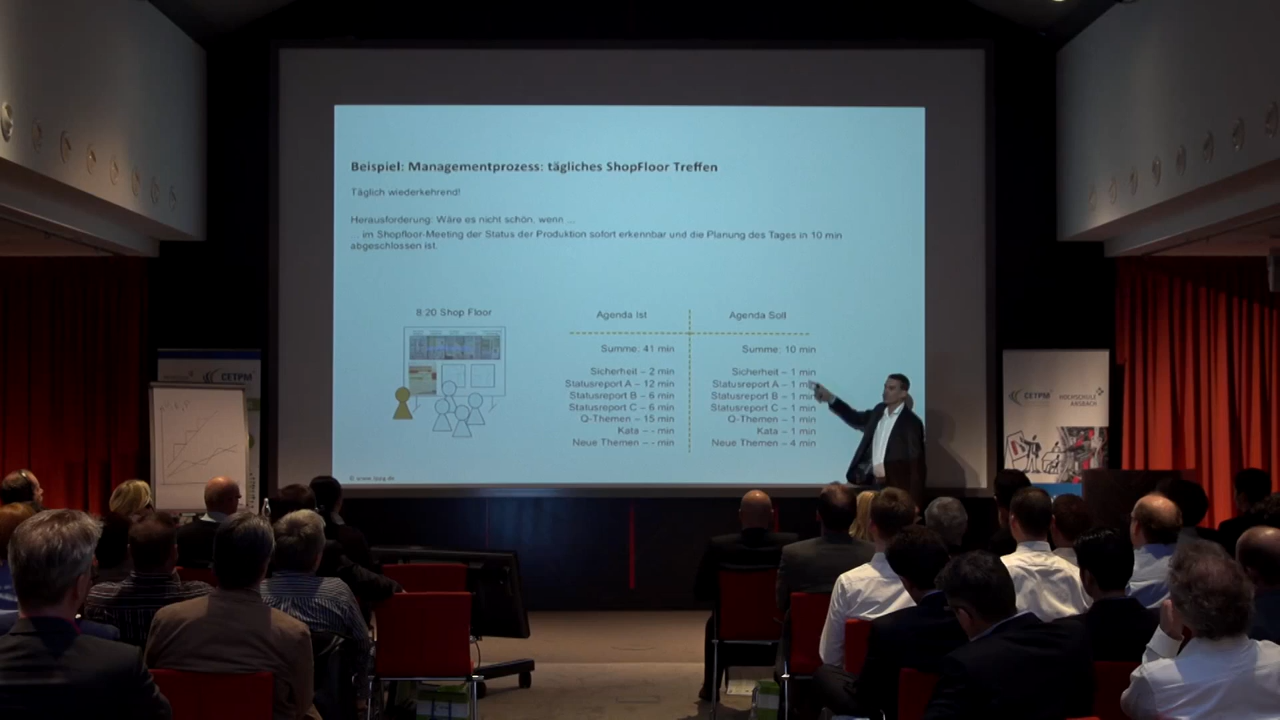 Beispiel: Managementprozess: tägliches ShopFloor Treffen
Täglich wiederkehrend!
Herausforderung: Wäre es nicht schön, wenn ...
... im Shopfloor-Meeting der Status der Produktion sofort erkennbar und die Planung des Tages in 10 min
abgeschlossen ist.
8:20 Shop Floor
Agenda Ist
Summe: 41 min
Sicherheit – 2 min
Statusreport A – 12 min
Statusreport B – 6 min
Statusreport C – 6 min
Q-Themen – 15 min
Kata – - min
Neue Themen – - min
Agenda Soll
Summe: 10 min
Sicherheit – 1 min
Statusreport A – 1 m
Statusreport B – 1 min
Statusreport C – 1 min
Q-Themen – 1 min
Kata – 1 min
Neue Themen – 4 min
CETPM
CETPM
HOCHSCHULE
ANSBACH